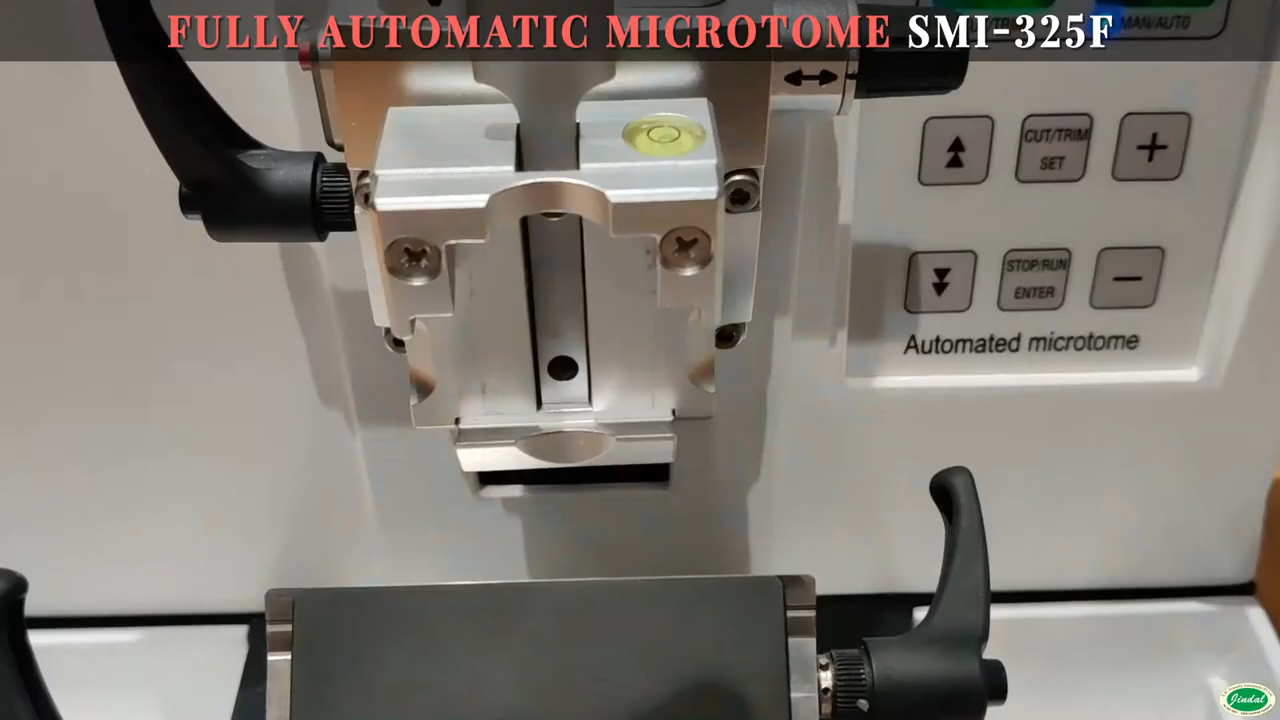 FULLY AUTOMATIC MICROTOME SMI-325F
MAN/AUTO
CUT/TRIM
SET
+
STOP/RUN
ENTER
−
Automated microtome
Jindal